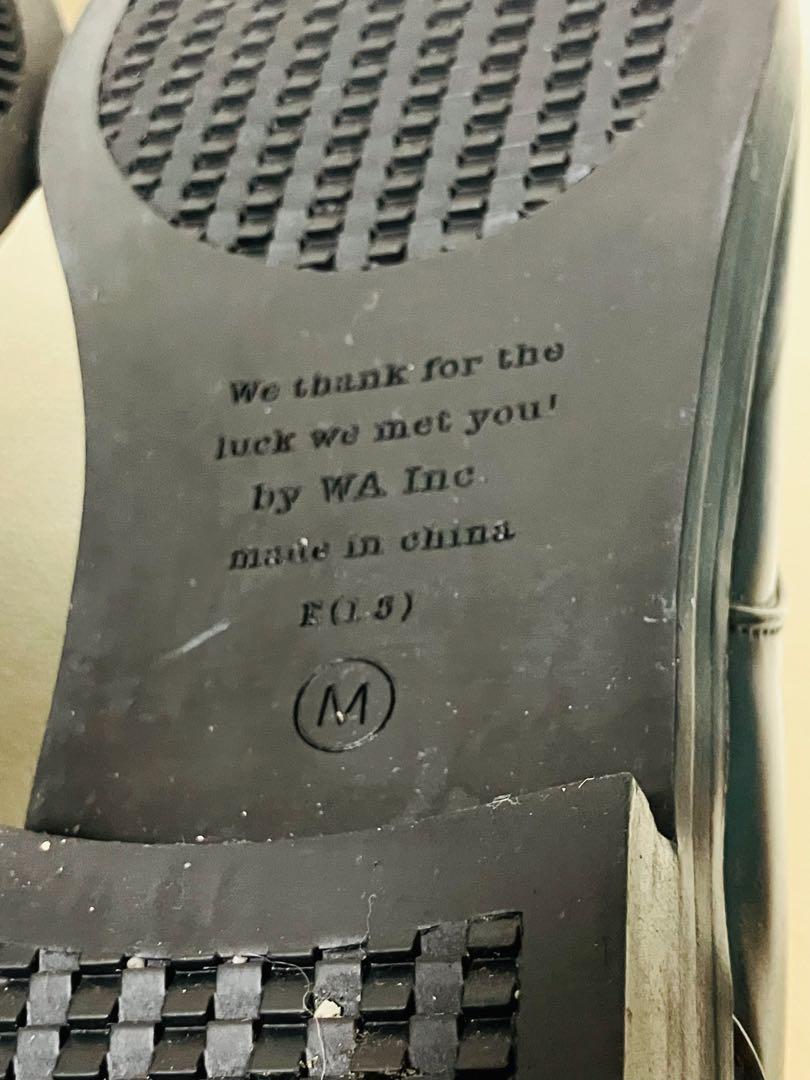 We thank for the
luck we met you!
by WA Inc.
made in china
F(1.5)
M